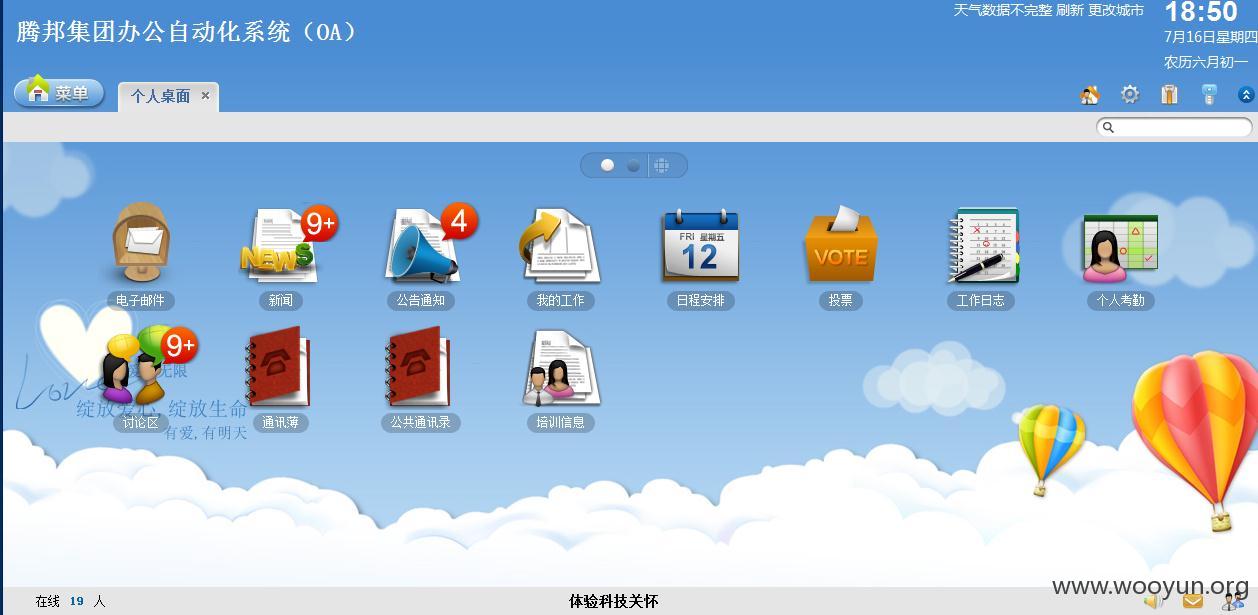 天气数据不完整 刷新 更改城市
18:50
腾邦集团办公自动化系统（OA）
7月16日星期四
农历六月初一
菜单
个人桌面 ×
9+
4
NEWS
FRI 星期五
12
VOTE
电子邮件
新闻
公告通知
我的工作
日程安排
投票
工作日志
个人考勤
9+
无限
Love
绽放爱心 绽放生命
有爱,有明天
讨论区
通讯薄
公共通讯录
培训信息
www.wooyun.org
在线 19 人
体验科技关怀